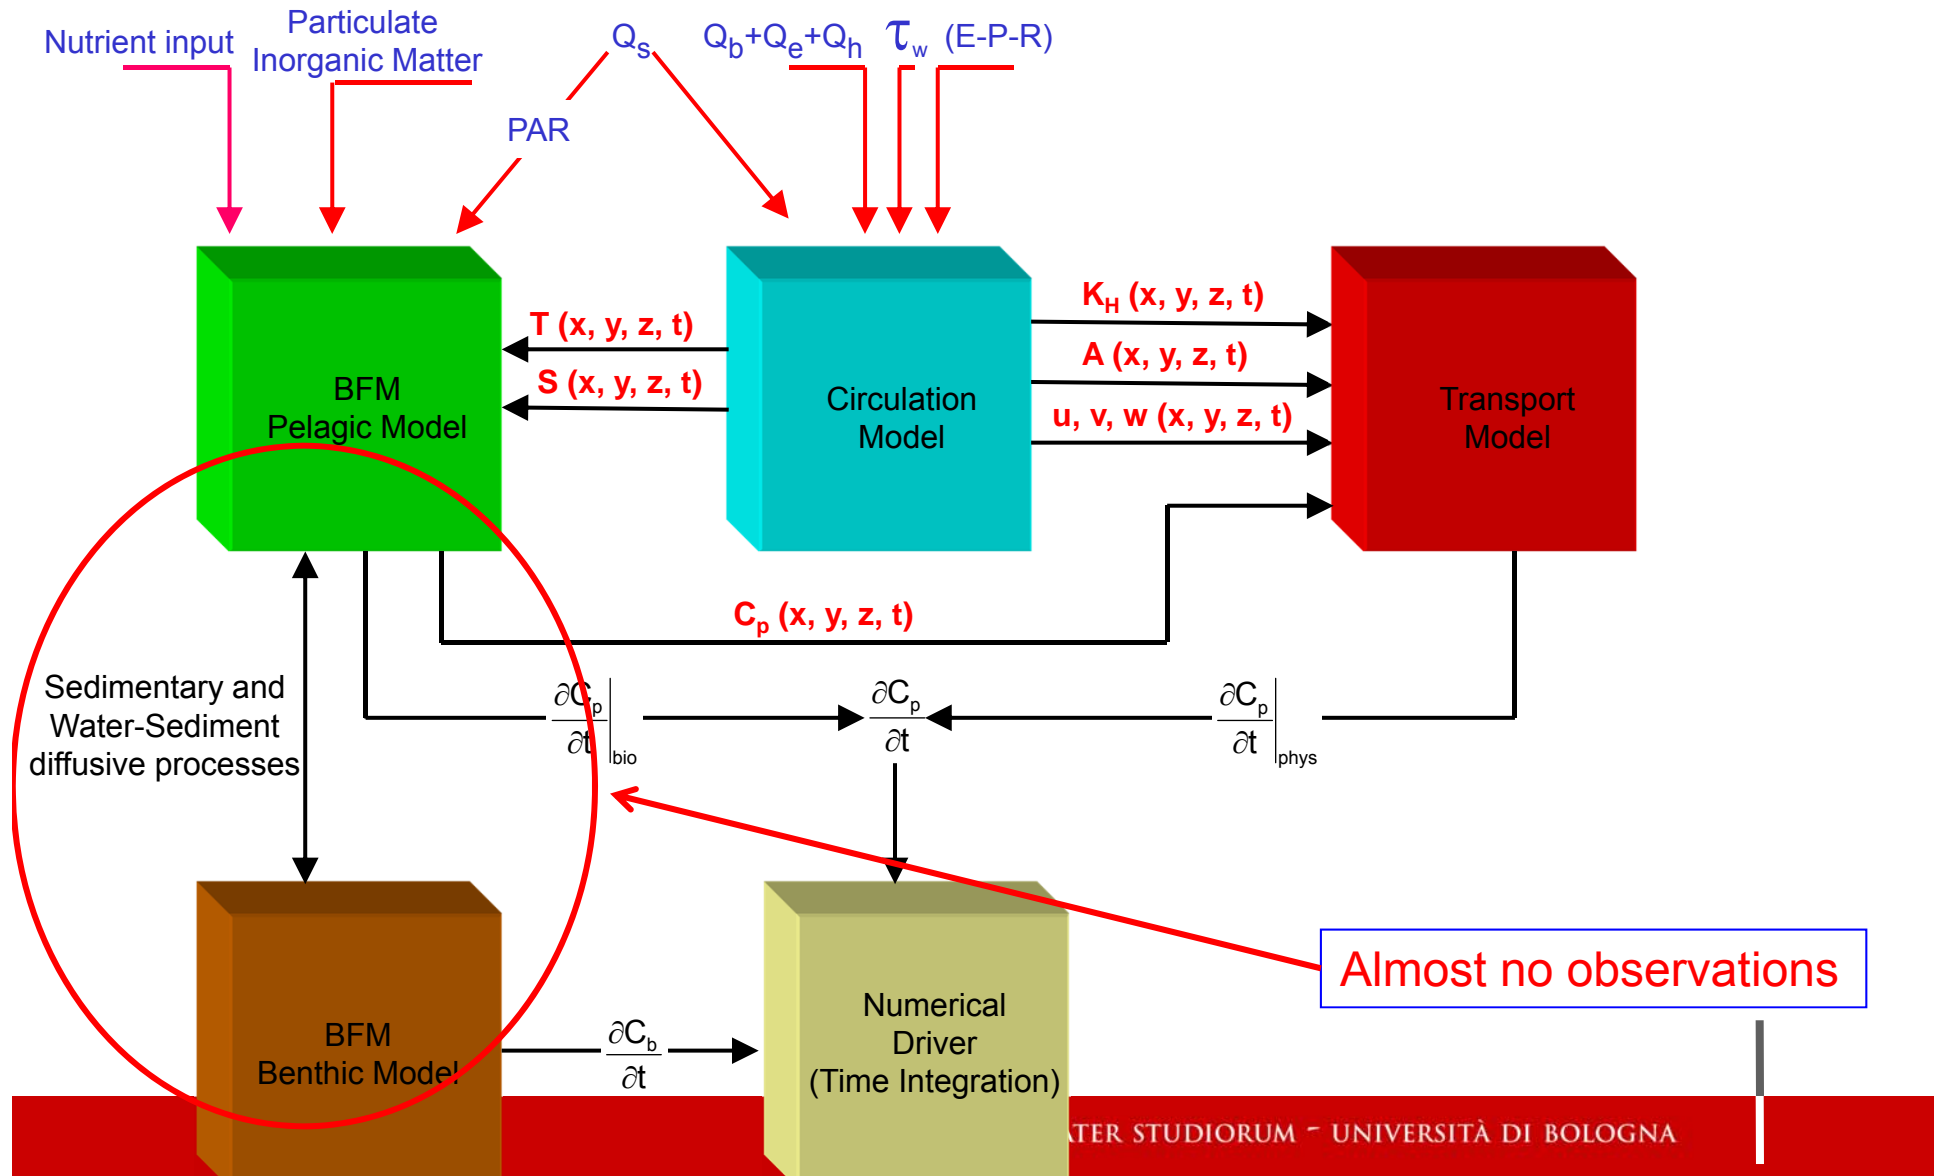 Nutrient input
Particulate
Inorganic Matter
Qs
Qb+Qe+Qh
τw
(E-P-R)
PAR
BFM
Pelagic Model
T (x, y, z, t)
S (x, y, z, t)
Circulation
Model
KH (x, y, z, t)
A (x, y, z, t)
u, v, w (x, y, z, t)
Transport
Model
Cp (x, y, z, t)
Sedimentary and
Water-Sediment
diffusive processes
∂Cp
∂t |bio
∂Cp
∂t
∂Cp
∂t |phys
Almost no observations
BFM
Benthic Model
∂Cb
∂t
Numerical
Driver
(Time Integration)
TER STUDIORUM - UNIVERSITÀ DI BOLOGNA